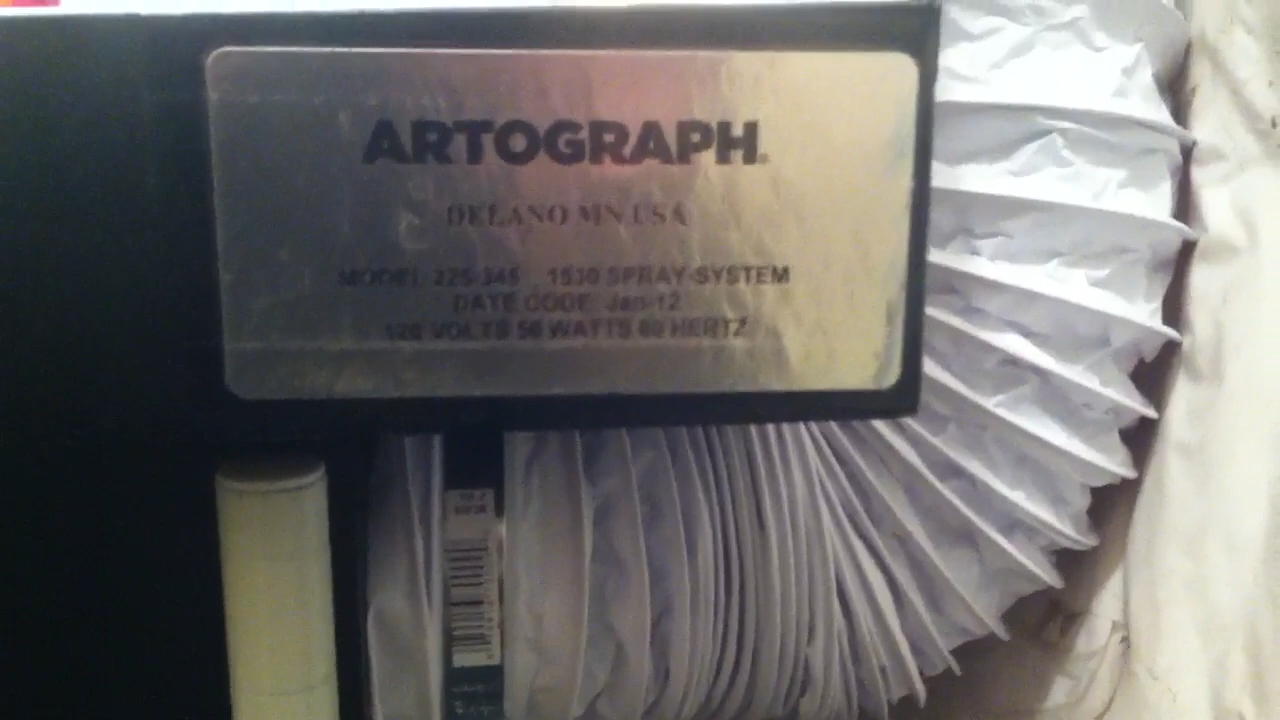 ARTOGRAPH
DELANO MN USA
MODEL 225-345 1530 SPRAY SYSTEM
DATE CODE Jan-12
120 VOLTS 50 WATTS 60 HERTZ